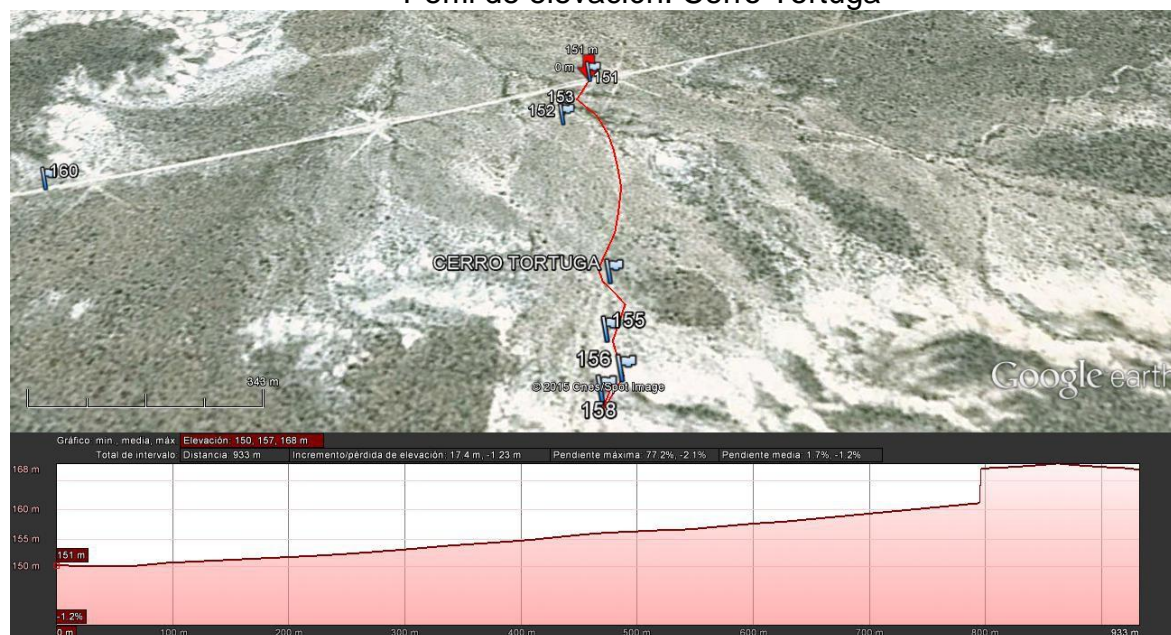 Perfil de elevación: Cerro Tortuga
151 m
0 m
151
153
152
160
CERRO TORTUGA
155
156
343 m
© 2015 Cnes/Spot Image
Google earth
158
Gráfico: min., media, máx. Elevación: 150, 157, 168 m
Total de intervalo: Distancia: 933 m Incremento/pérdida de elevación: 17.4 m, -1.23 m Pendiente máxima: 77.2%, -2.1% Pendiente media: 1.7%, -1.2%
168 m
160 m
155 m
151 m
150 m
-1.2%
0 m 100 m 200 m 300 m 400 m 500 m 600 m 700 m 800 m 933 m